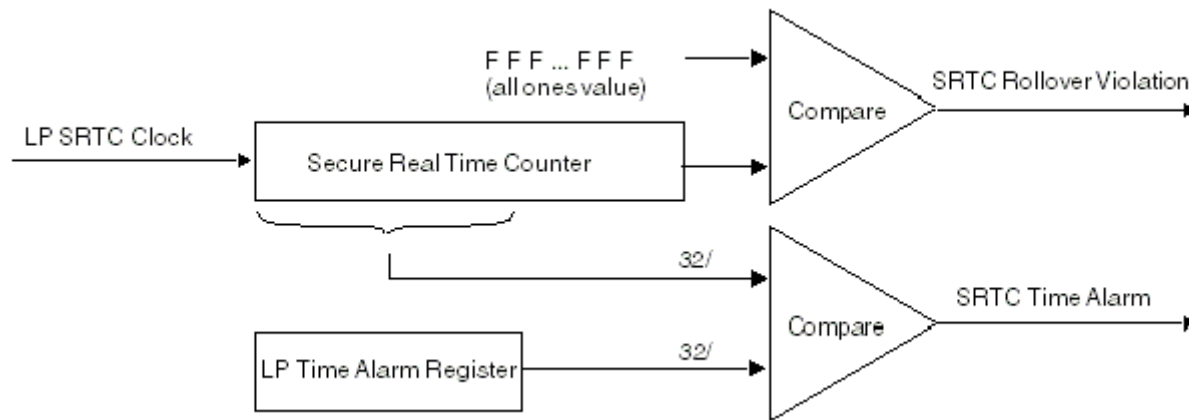 F F F ... F F F
(all ones value)
SRTC Rollover Violation
Compare
LP SRTC Clock
Secure Real Time Counter
32/
SRTC Time Alarm
Compare
32/
LP Time Alarm Register